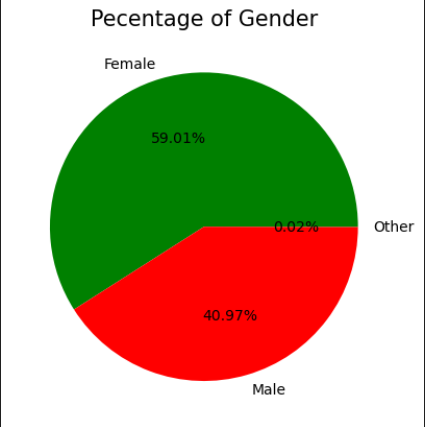 Pecentage of Gender
Female
59.01%
0.02%
Other
40.97%
Male